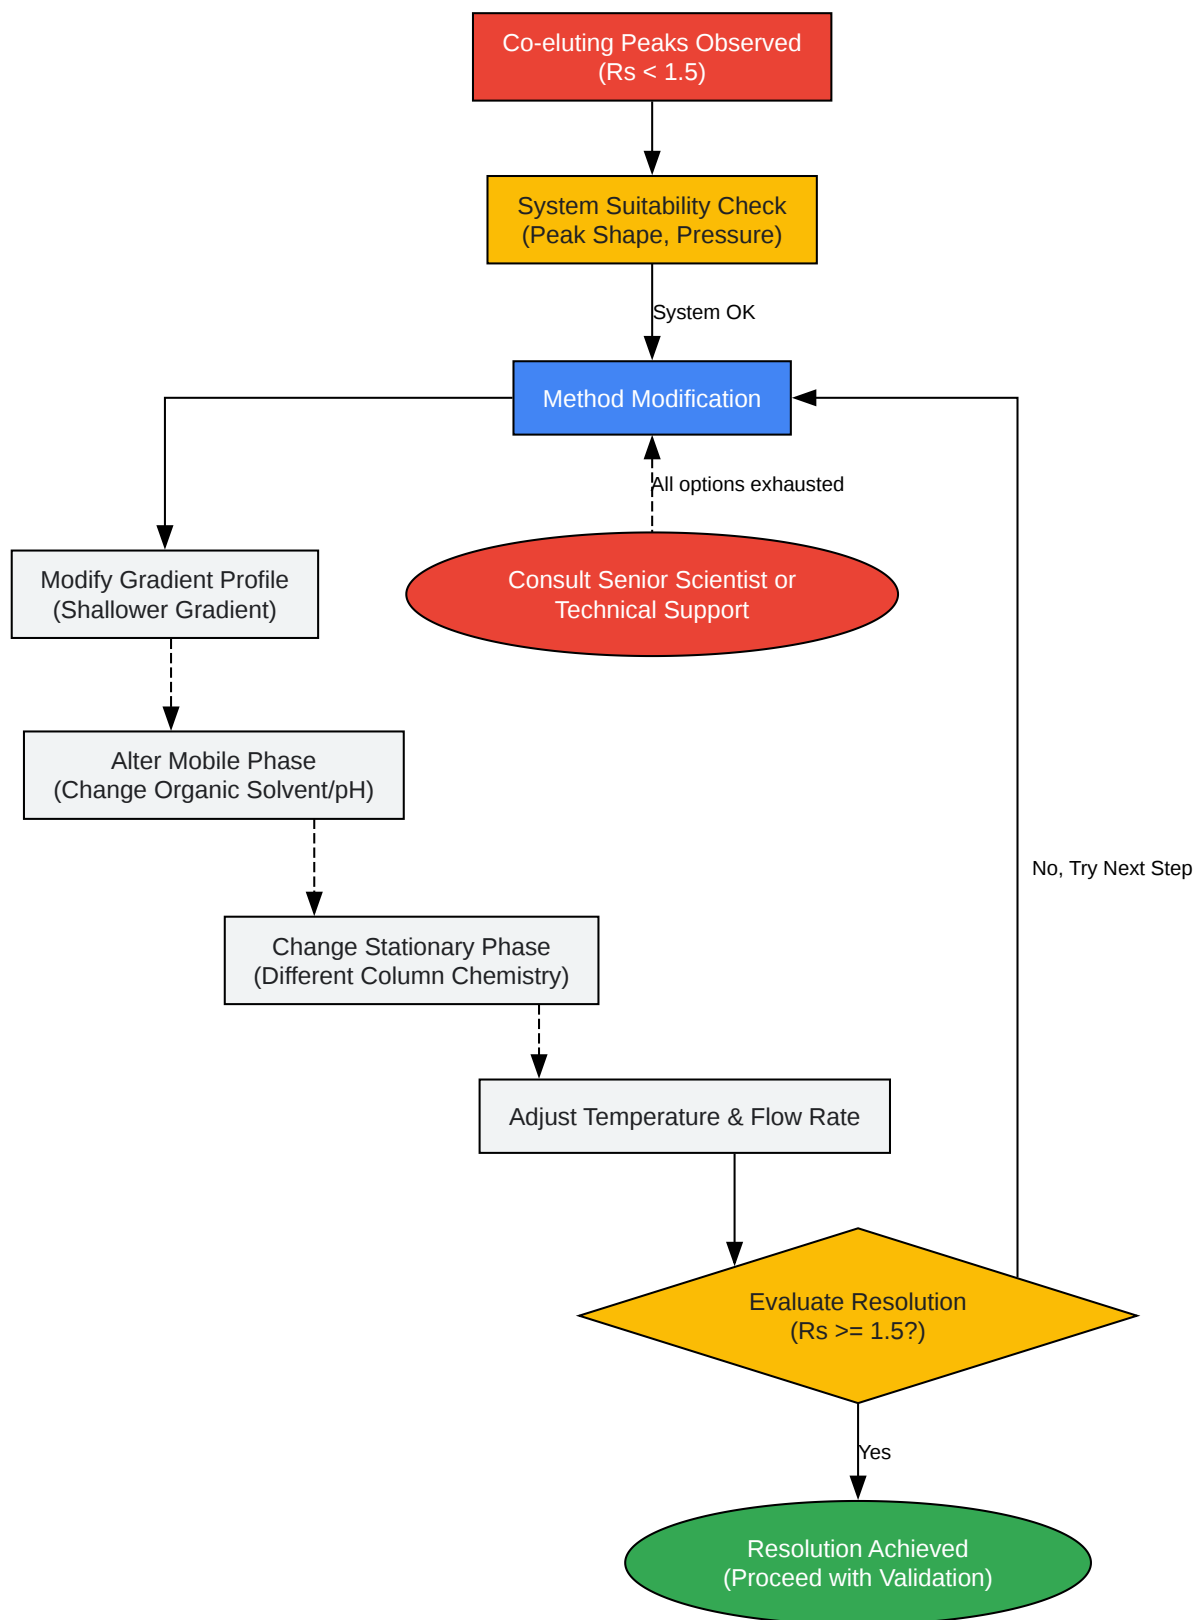 Co-eluting Peaks Observed
(Rs < 1.5)
System Suitability Check
(Peak Shape, Pressure)
System OK
Method Modification
All options exhausted
Modify Gradient Profile
(Shallower Gradient)
Consult Senior Scientist or
Technical Support
Alter Mobile Phase
(Change Organic Solvent/pH)
No, Try Next Step
Change Stationary Phase
(Different Column Chemistry)
Adjust Temperature & Flow Rate
Evaluate Resolution
(Rs >= 1.5?)
Yes
Resolution Achieved
(Proceed with Validation)